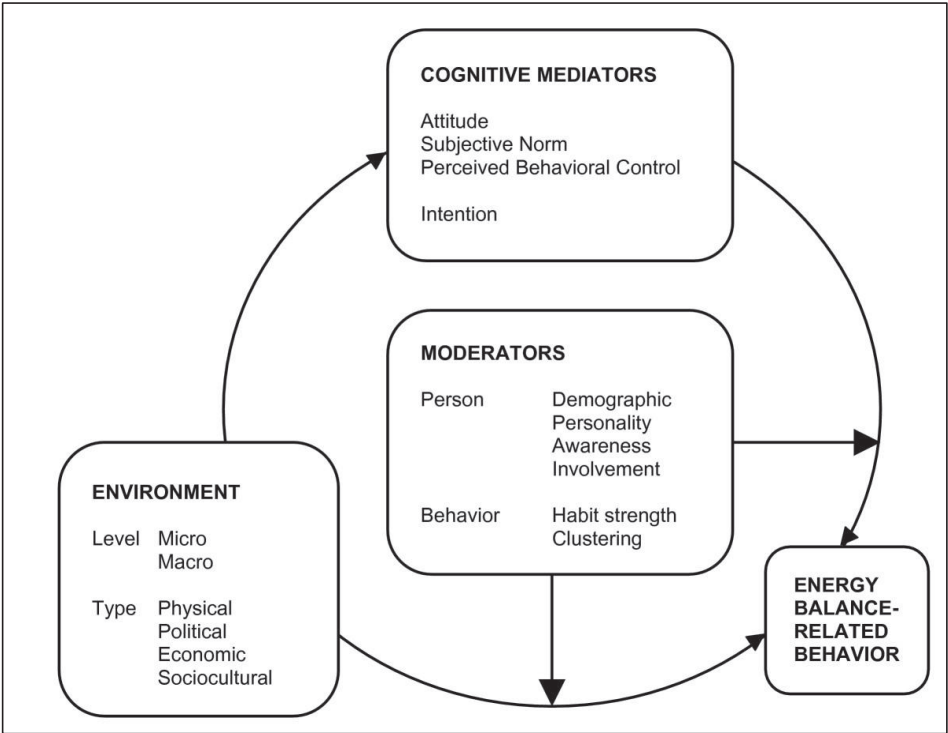 COGNITIVE MEDIATORS
Attitude
Subjective Norm
Perceived Behavioral Control
Intention
MODERATORS
Person Demographic
Personality
Awareness
Involvement
Behavior Habit strength
Clustering
ENVIRONMENT
Level Micro
Macro
Type Physical
Political
Economic
Sociocultural
ENERGY
BALANCE-
RELATED
BEHAVIOR